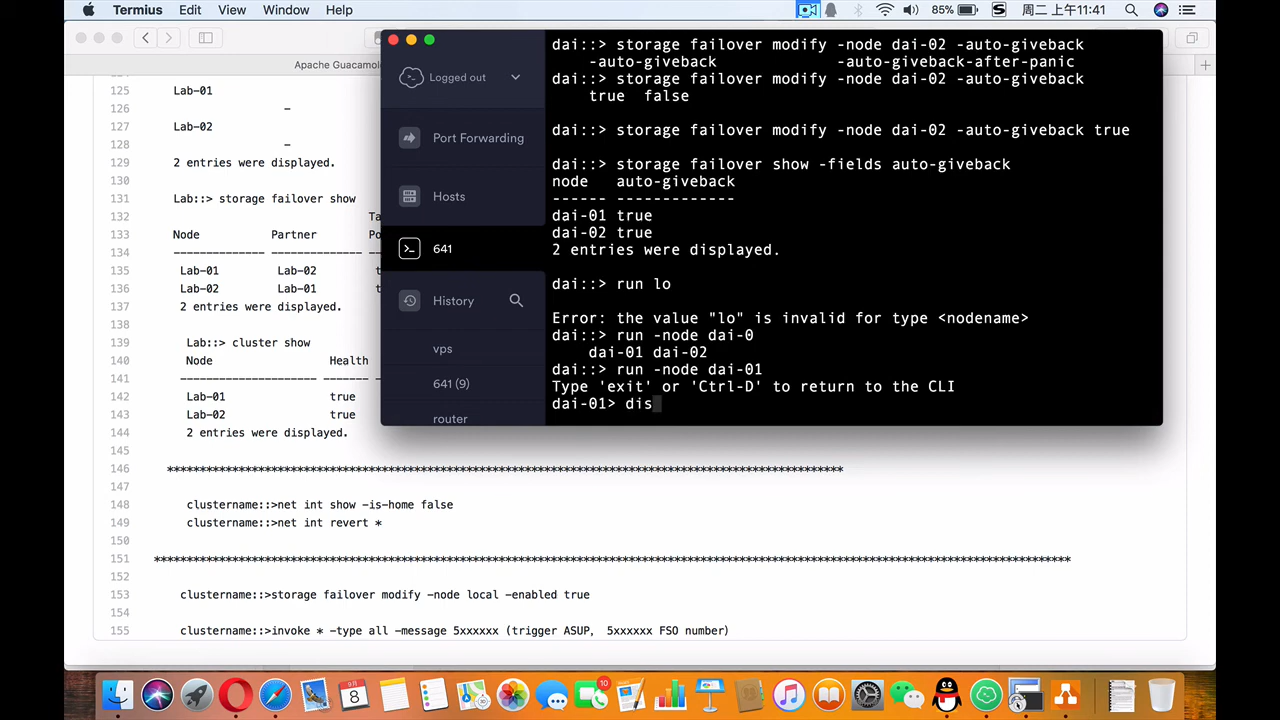 Termius Edit View Window Help
85% 周二 上午11:41
Apache Guacamol
125 Lab-01
126 –
127 Lab-02
128 –
129 2 entries were displayed.
130
131 Lab::> storage failover show
132 Ta
133 Node Partner Po
134 -------------- --------------
135 Lab-01 Lab-02 t
136 Lab-02 Lab-01 t
137 2 entries were displayed.
138
139 Lab::> cluster show
140 Node Health
141 --------------------- -------
142 Lab-01 true
143 Lab-02 true
144 2 entries were displayed.
145
146
148 clustername::>net int show –is-home false
149 clustername::>net int revert *
150
151
152
153 clustername::>storage failover modify –node local -enabled true
154
155 clustername::>invoke * –type all –message 5xxxxxx (trigger ASUP, 5xxxxxx FSO number)
Logged out
Port Forwarding
Hosts
641
History
vps
641 (9)
router
dai::> storage failover modify -node dai-02 -auto-giveback
-auto-giveback -auto-giveback-after-panic
dai::> storage failover modify -node dai-02 -auto-giveback
true false
dai::> storage failover modify -node dai-02 -auto-giveback true
dai::> storage failover show -fields auto-giveback
node auto-giveback
------ -------------
dai-01 true
dai-02 true
2 entries were displayed.
dai::> run lo
Error: the value "lo" is invalid for type <nodename>
dai::> run -node dai-0
dai-01 dai-02
dai::> run -node dai-01
Type 'exit' or 'Ctrl-D' to return to the CLI
dai-01> dis
10
8